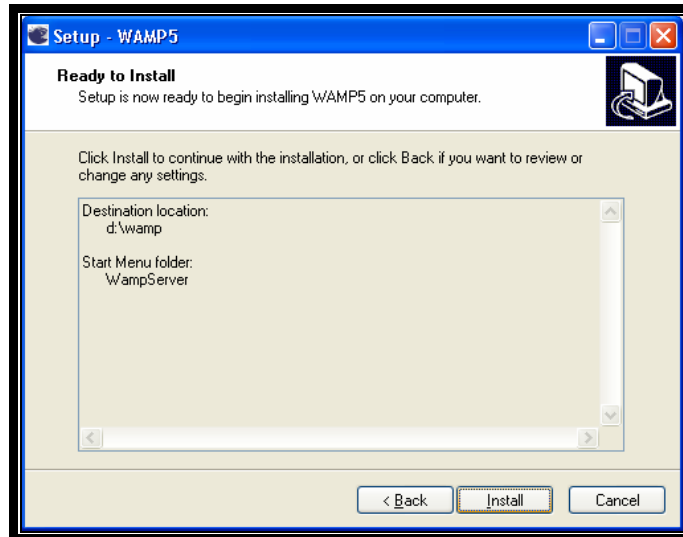 Setup - WAMP5
Ready to Install
Setup is now ready to begin installing WAMP5 on your computer.
Click Install to continue with the installation, or click Back if you want to review or
change any settings.
Destination location:
d:\wamp
Start Menu folder:
WampServer
< Back
Install
Cancel